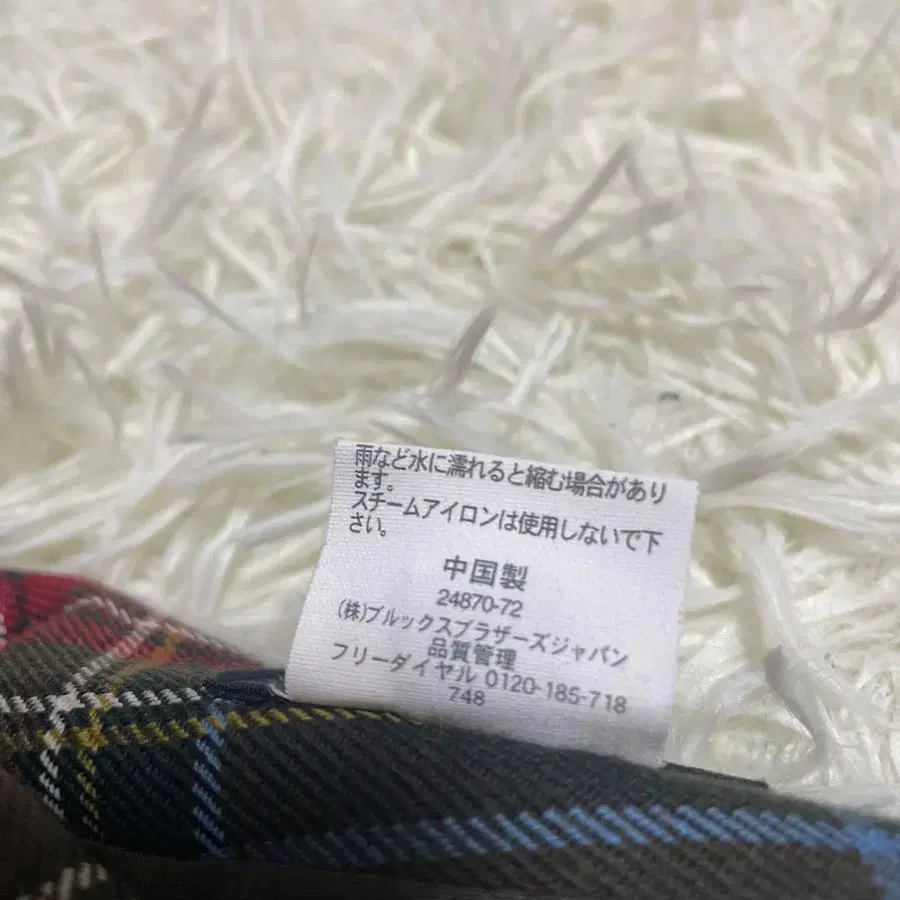 雨など水に濡れると縮む場合があり
ます。
スチームアイロンは使用しないで下
さい。
中国製
24870-72
(株)ブルックスブラザーズジャパン
品質管理
フリーダイヤル 0120-185-718
748